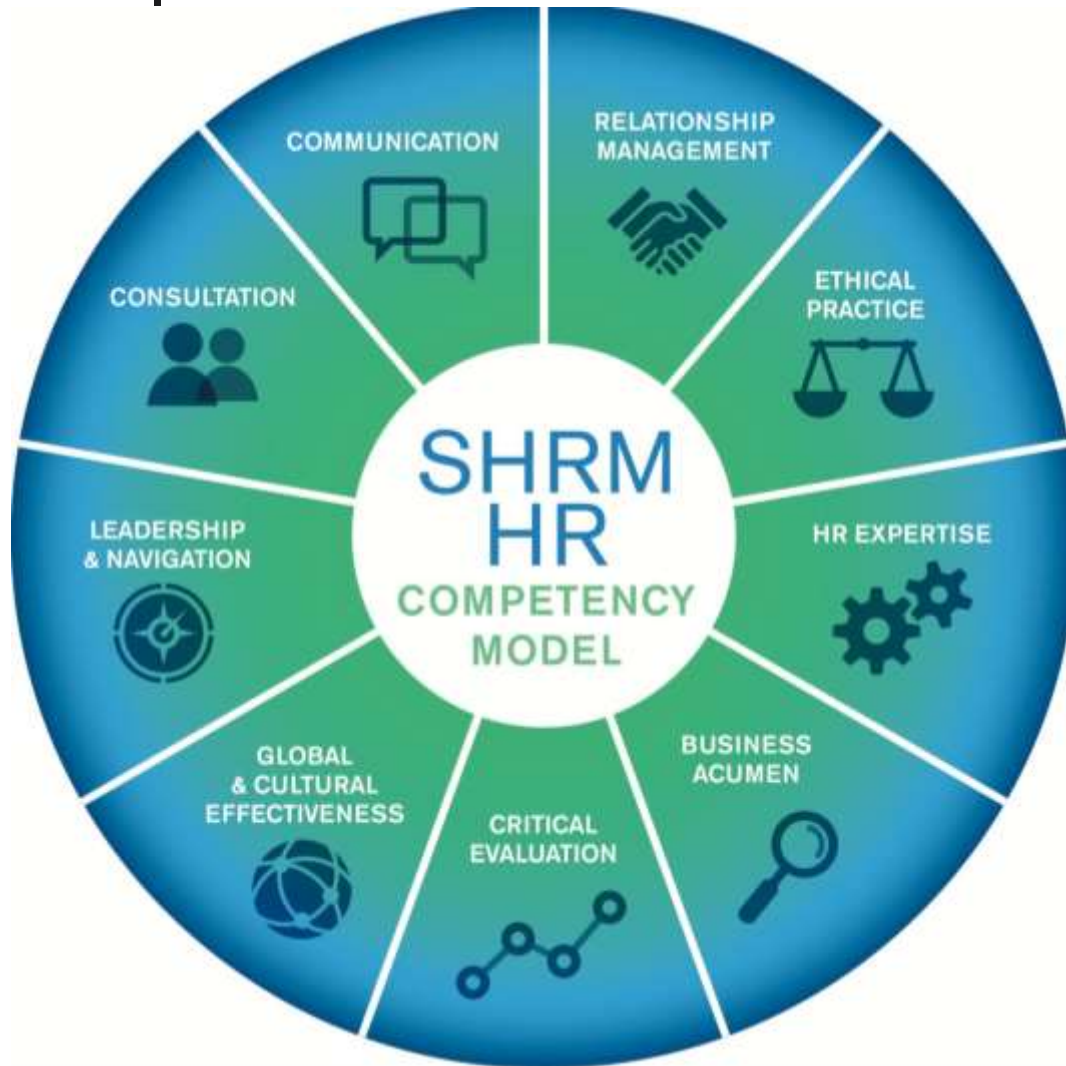 COMMUNICATION
RELATIONSHIP
MANAGEMENT
ETHICAL
PRACTICE
CONSULTATION
SHRM
HR
COMPETENCY
MODEL
LEADERSHIP
& NAVIGATION
HR EXPERTISE
BUSINESS
ACUMEN
GLOBAL
& CULTURAL
EFFECTIVENESS
CRITICAL
EVALUATION